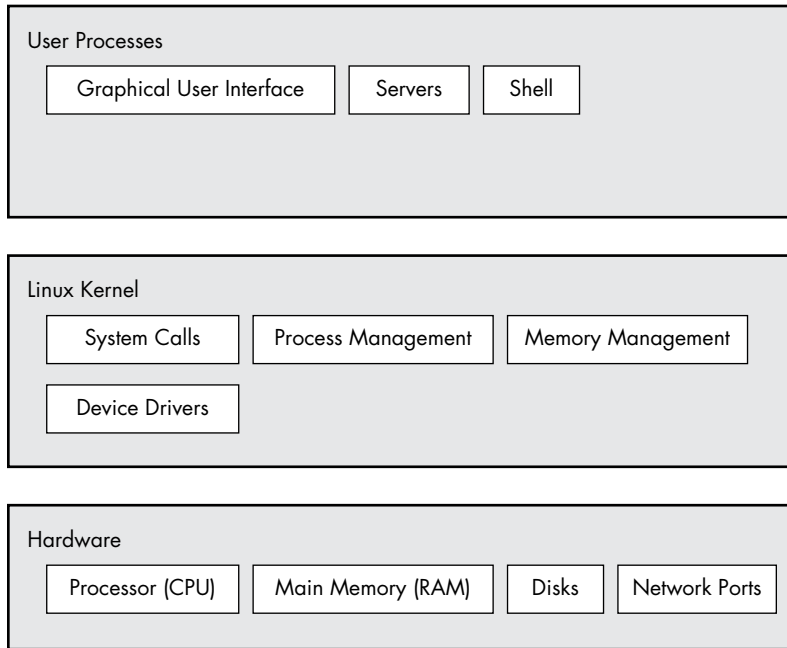 User Processes
Graphical User Interface Servers Shell
Linux Kernel
System Calls Process Management Memory Management
Device Drivers
Hardware
Processor (CPU) Main Memory (RAM) Disks Network Ports